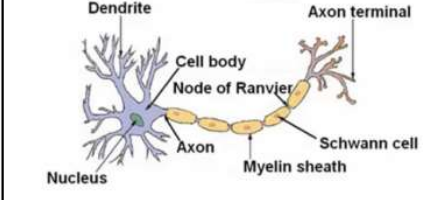 Dendrite
Axon terminal
Cell body
Node of Ranvier
Axon
Schwann cell
Myelin sheath
Nucleus